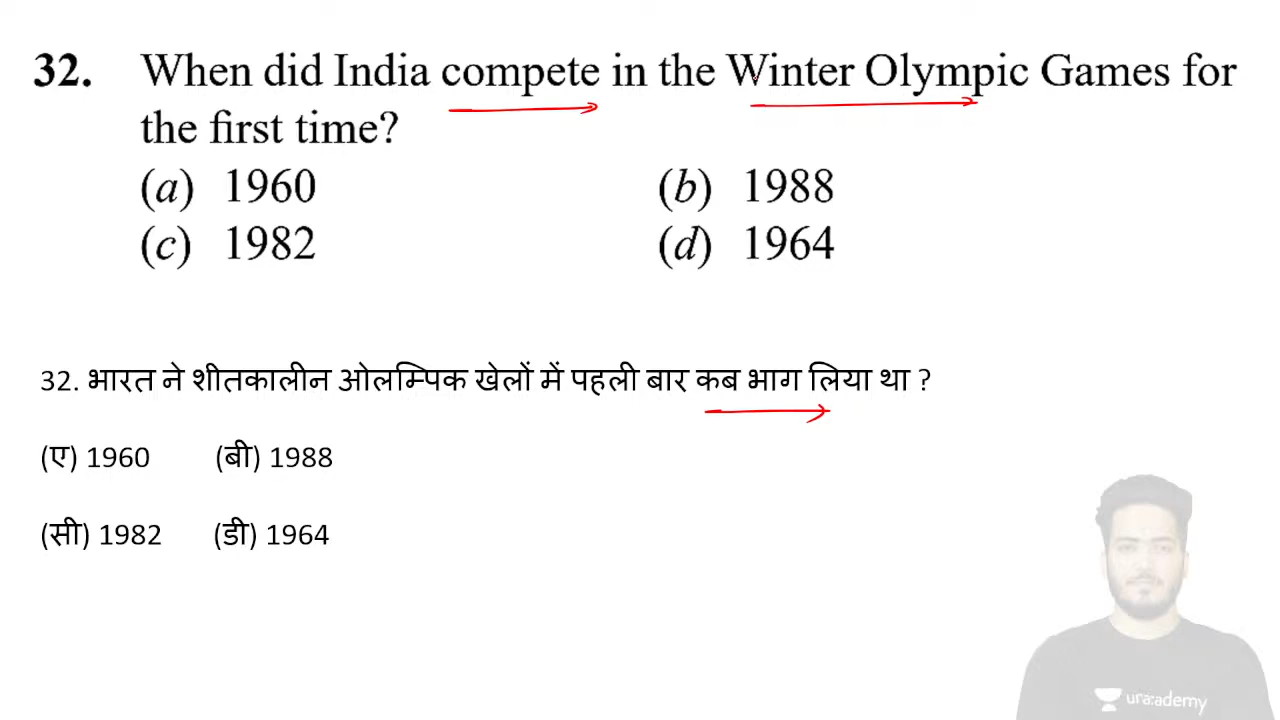 32. When did India compete in the Winter Olympic Games for
the first time?
(a) 1960 (b) 1988
(c) 1982 (d) 1964
32. भारत ने शीतकालीन ओलम्पिक खेलों में पहली बार कब भाग लिया था ?
(ए) 1960 (बी) 1988
(सी) 1982 (डी) 1964